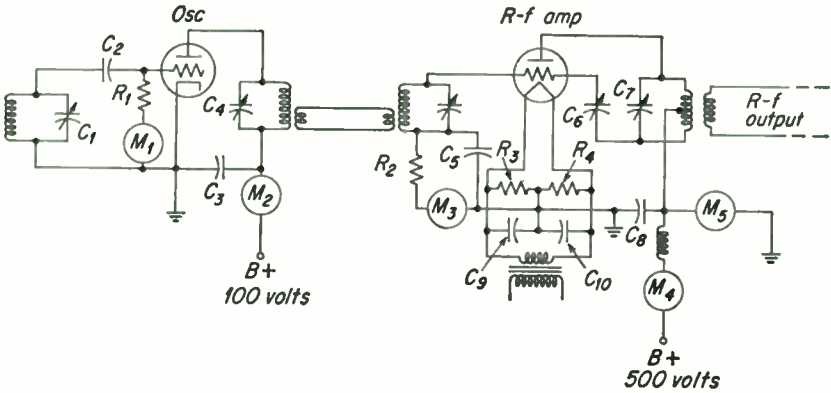 Osc
R-f amp
C2
R1
C1
M1
C4
C3
M2
B+
100 volts
R2
C5
M3
R3
R4
C6
C7
R-f
output
C8
M5
C9
C10
M4
B+
500 volts